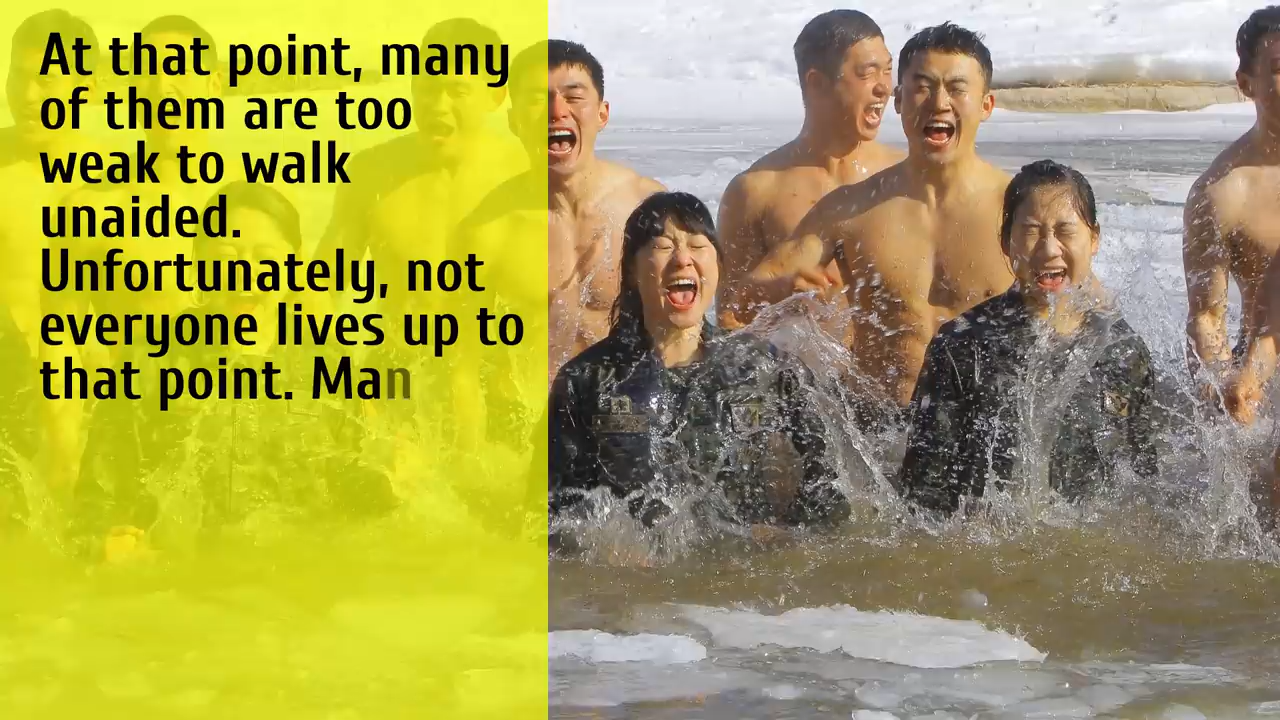 At that point, many
of them are too
weak to walk
unaided.
Unfortunately, not
everyone lives up to
that point. Man